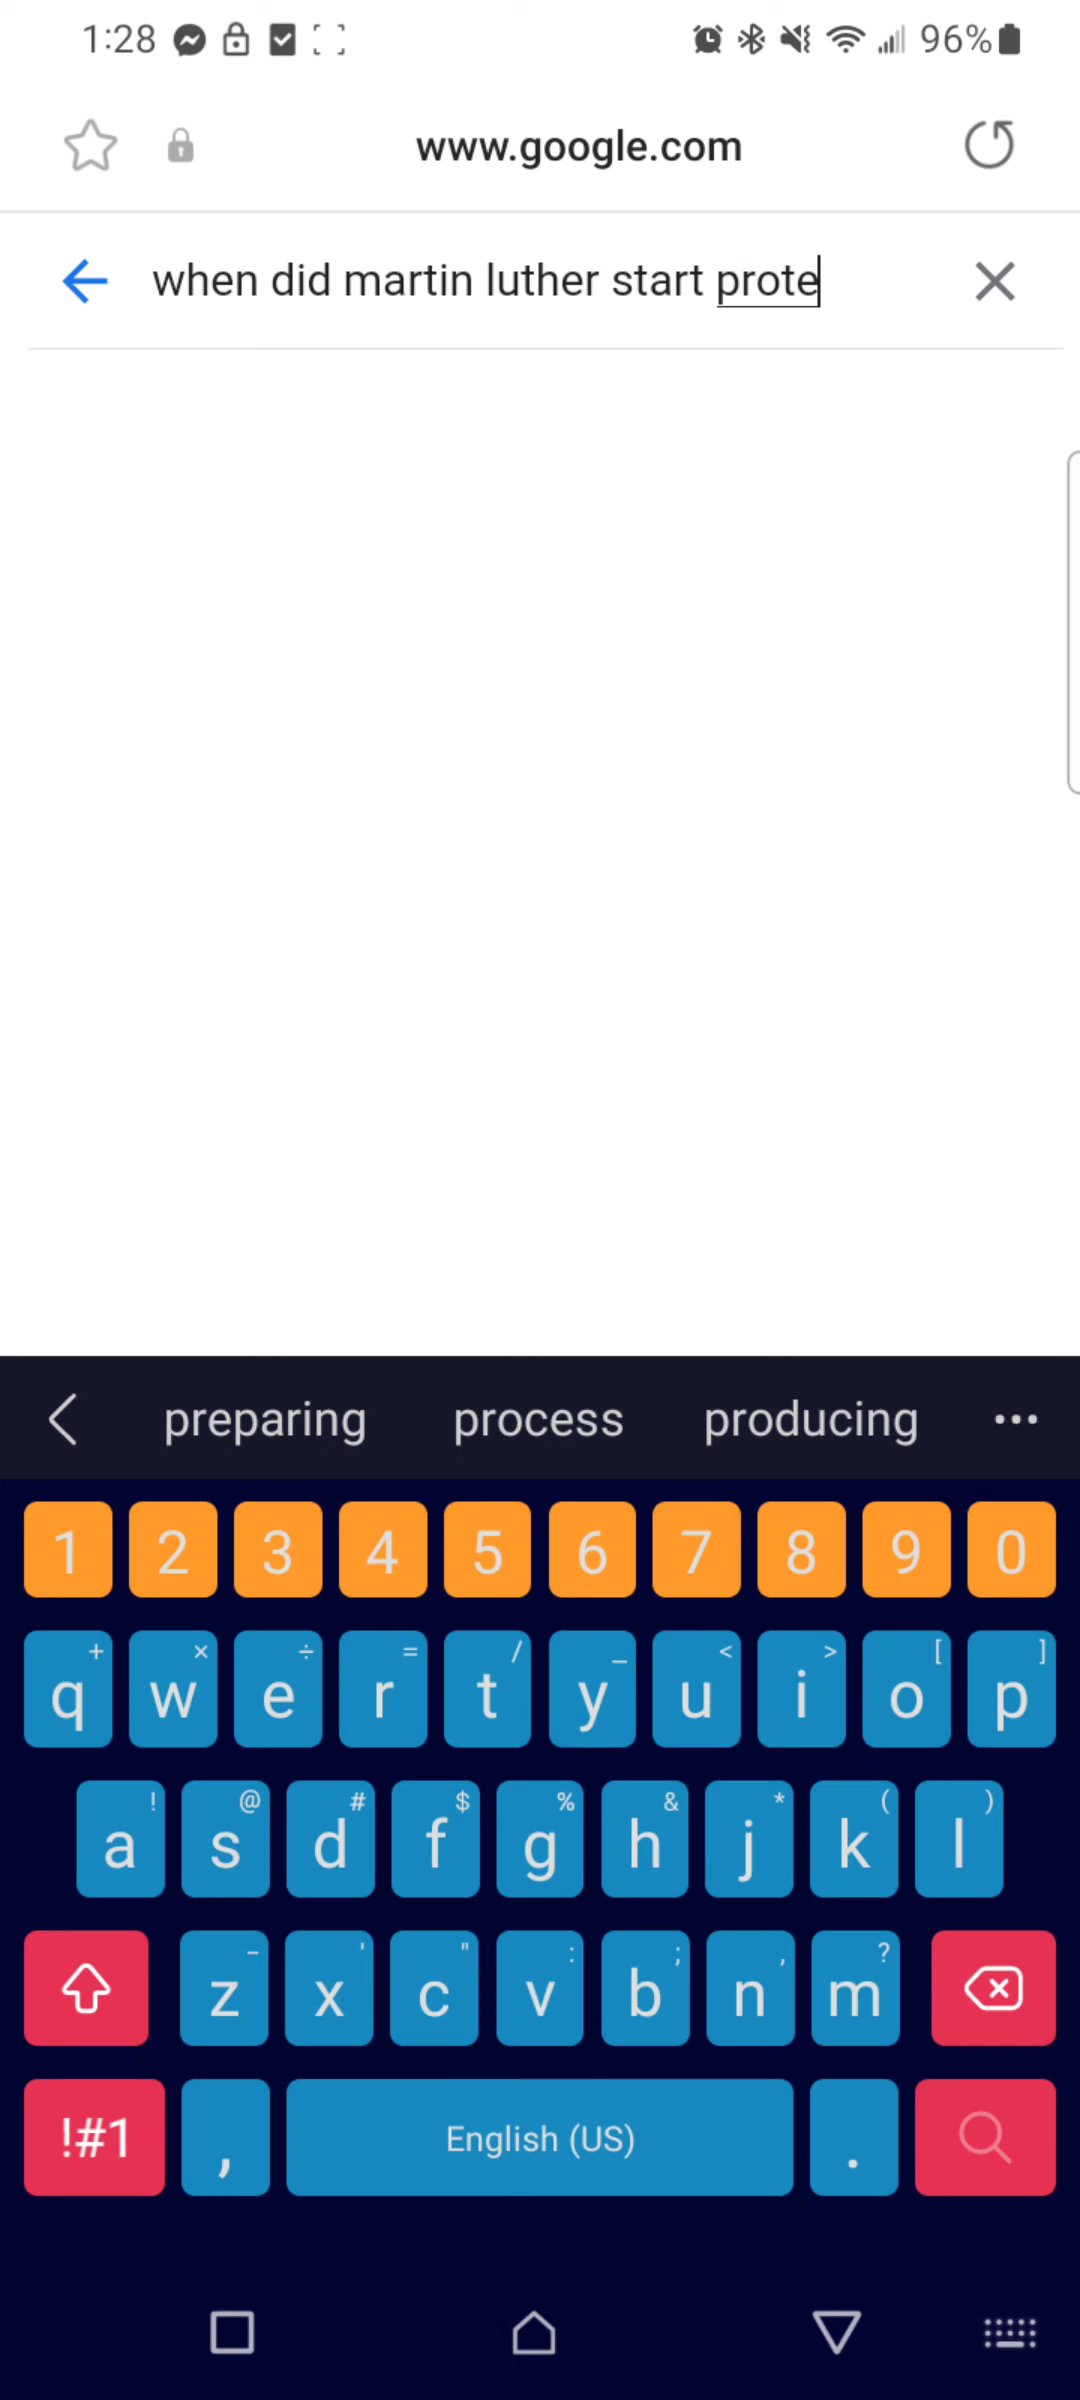 1:28 96%
www.google.com
when did martin luther start prote
preparing process producing ...
1 2 3 4 5 6 7 8 9 0
+ × ÷ = / _ < > [ ]
q w e r t y u i o p
! @ # $ % & * ( )
a s d f g h j k l
- ' " : ; , ?
z x c v b n m
!#1 , English (US) .